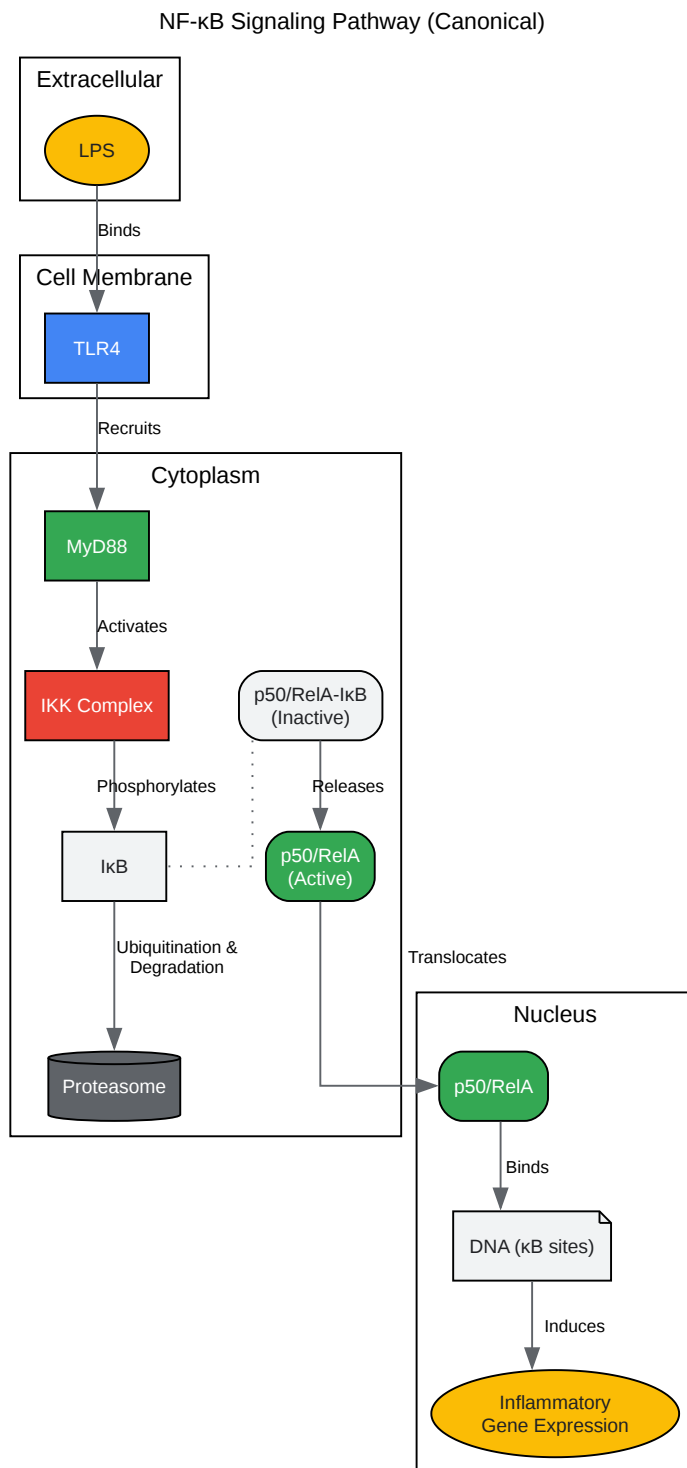 NF-κB Signaling Pathway (Canonical)
Extracellular
LPS
Binds
Cell Membrane
TLR4
Recruits
Cytoplasm
MyD88
Activates
IKK Complex
p50/RelA-IκB
(Inactive)
Phosphorylates
Releases
IκB
p50/RelA
(Active)
Ubiquitination &
Degradation
Translocates
Nucleus
Proteasome
p50/RelA
Binds
DNA (κB sites)
Induces
Inflammatory
Gene Expression